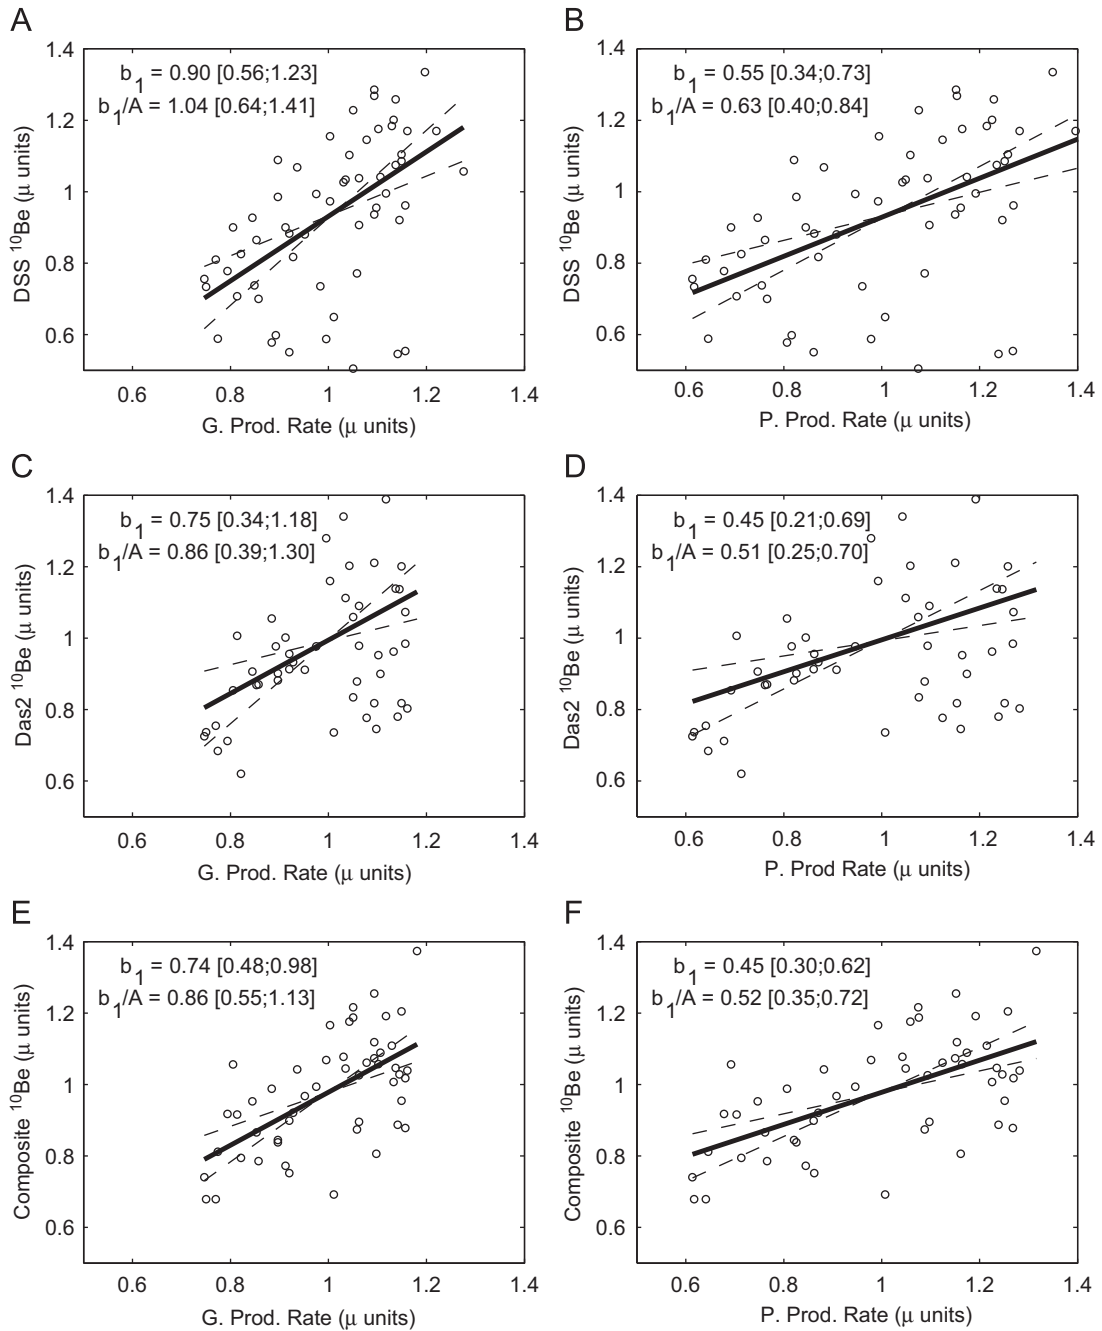 A
B
b1 = 0.90 [0.56;1.23]
b1/A = 1.04 [0.64;1.41]
1.4
1.2
1
0.8
0.6
DSS 10Be (μ units)
0.6 0.8 1 1.2 1.4
G. Prod. Rate (μ units)
b1 = 0.55 [0.34;0.73]
b1/A = 0.63 [0.40;0.84]
1.4
1.2
1
0.8
0.6
DSS 10Be (μ units)
0.6 0.8 1 1.2 1.4
P. Prod. Rate (μ units)
C
D
b1 = 0.75 [0.34;1.18]
b1/A = 0.86 [0.39;1.30]
1.4
1.2
1
0.8
0.6
Das2 10Be (μ units)
0.6 0.8 1 1.2 1.4
G. Prod. Rate (μ units)
b1 = 0.45 [0.21;0.69]
b1/A = 0.51 [0.25;0.70]
1.4
1.2
1
0.8
0.6
Das2 10Be (μ units)
0.6 0.8 1 1.2 1.4
P. Prod Rate (μ units)
E
F
b1 = 0.74 [0.48;0.98]
b1/A = 0.86 [0.55;1.13]
1.4
1.2
1
0.8
0.6
Composite 10Be (μ units)
0.6 0.8 1 1.2 1.4
G. Prod. Rate (μ units)
b1 = 0.45 [0.30;0.62]
b1/A = 0.52 [0.35;0.72]
1.4
1.2
1
0.8
0.6
Composite 10Be (μ units)
0.6 0.8 1 1.2 1.4
P. Prod. Rate (μ units)